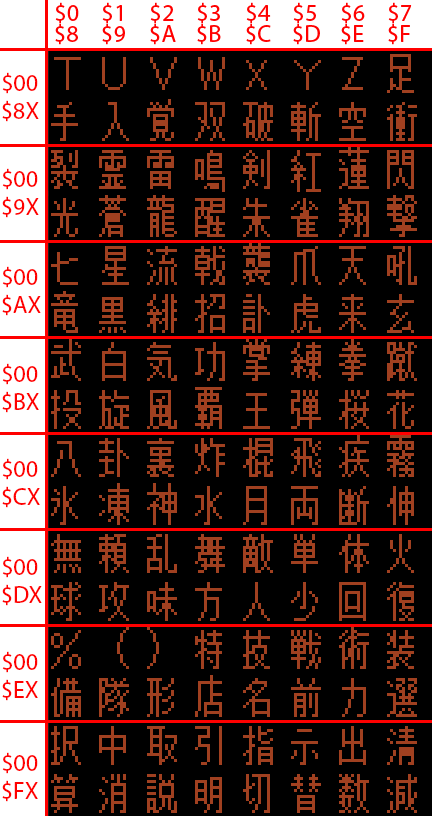 $0 $1 $2 $3 $4 $5 $6 $7
$8 $9 $A $B $C $D $E $F
$00 T U V W X Y Z 足
$8X 手 入 覚 双 破 斬 空 衝
$00 裂 霊 雷 鳴 剣 紅 蓮 閃
$9X 光 蒼 龍 醒 朱 雀 翔 撃
$00 七 星 流 戟 襲 爪 天 吼
$AX 竜 黒 緋 招 訃 虎 来 玄
$00 武 白 気 功 掌 練 拳 蹴
$BX 投 旋 風 覇 王 弾 桜 花
$00 八 卦 裏 炸 棍 飛 疾 霧
$CX 氷 凍 神 水 月 両 断 伸
$00 無 頼 乱 舞 敵 単 体 火
$DX 球 攻 味 方 人 少 回 復
$00 % ( ) 特 技 戦 術 装
$EX 備 隊 形 店 名 前 力 選
$00 択 中 取 引 指 示 出 清
$FX 算 消 説 明 切 替 数 減